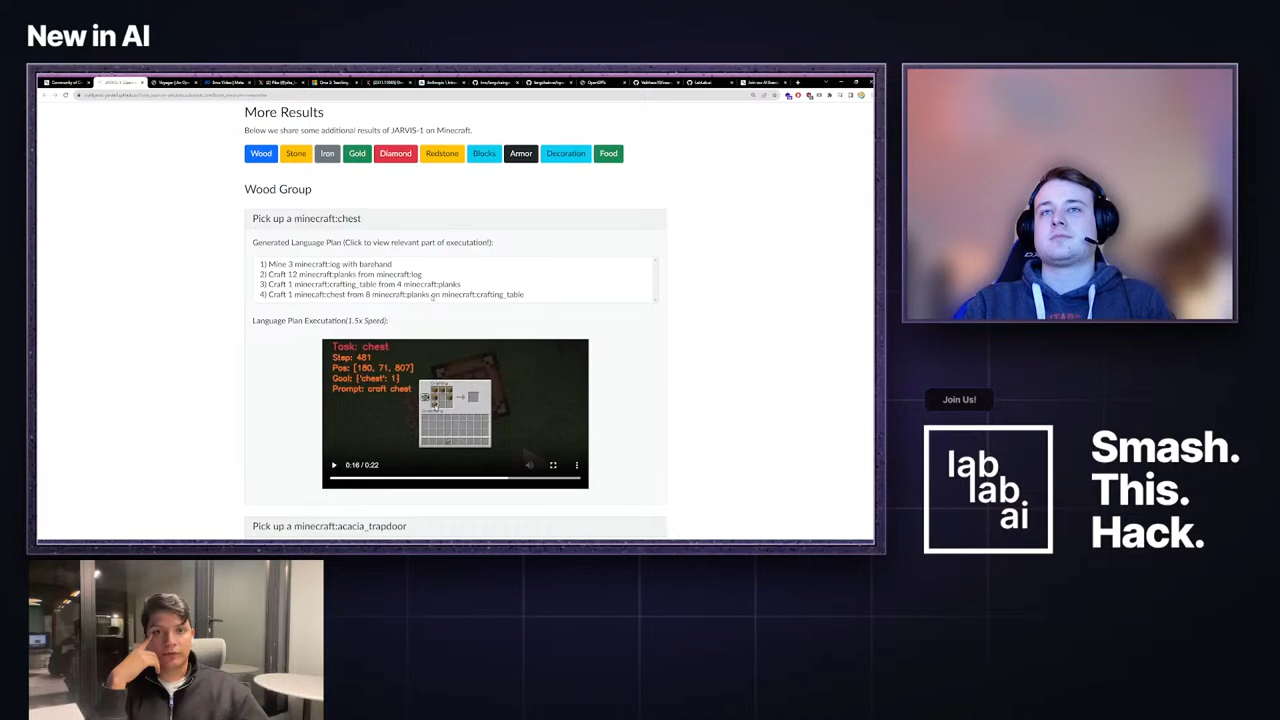 New in AI
More Results
Below we share some additional results of JARVIS-1 on Minecraft.
Wood Stone Iron Gold Diamond Redstone Blocks Armor Decoration Food
Wood Group
Pick up a minecraft:chest
Generated Language Plan (Click to view relevant part of execution!):
1) Mine 3 minecraft:log with barehand
2) Craft 12 minecraft:planks from minecraft:log
3) Craft 1 minecraft:crafting_table from 4 minecraft:planks
4) Craft 1 minecaft:chest from 8 minecraft:planks on minecraft:crafting_table
Language Plan Execution(1.5x Speed):
Task: chest
Step: 481
Pos: [180, 71, 807]
Goal: {'chest': 1}
Prompt: craft chest
Crafting
0:16 / 0:22
Pick up a minecraft:acacia_trapdoor
Join Us!
lab
lab
ai
Smash.
This.
Hack.